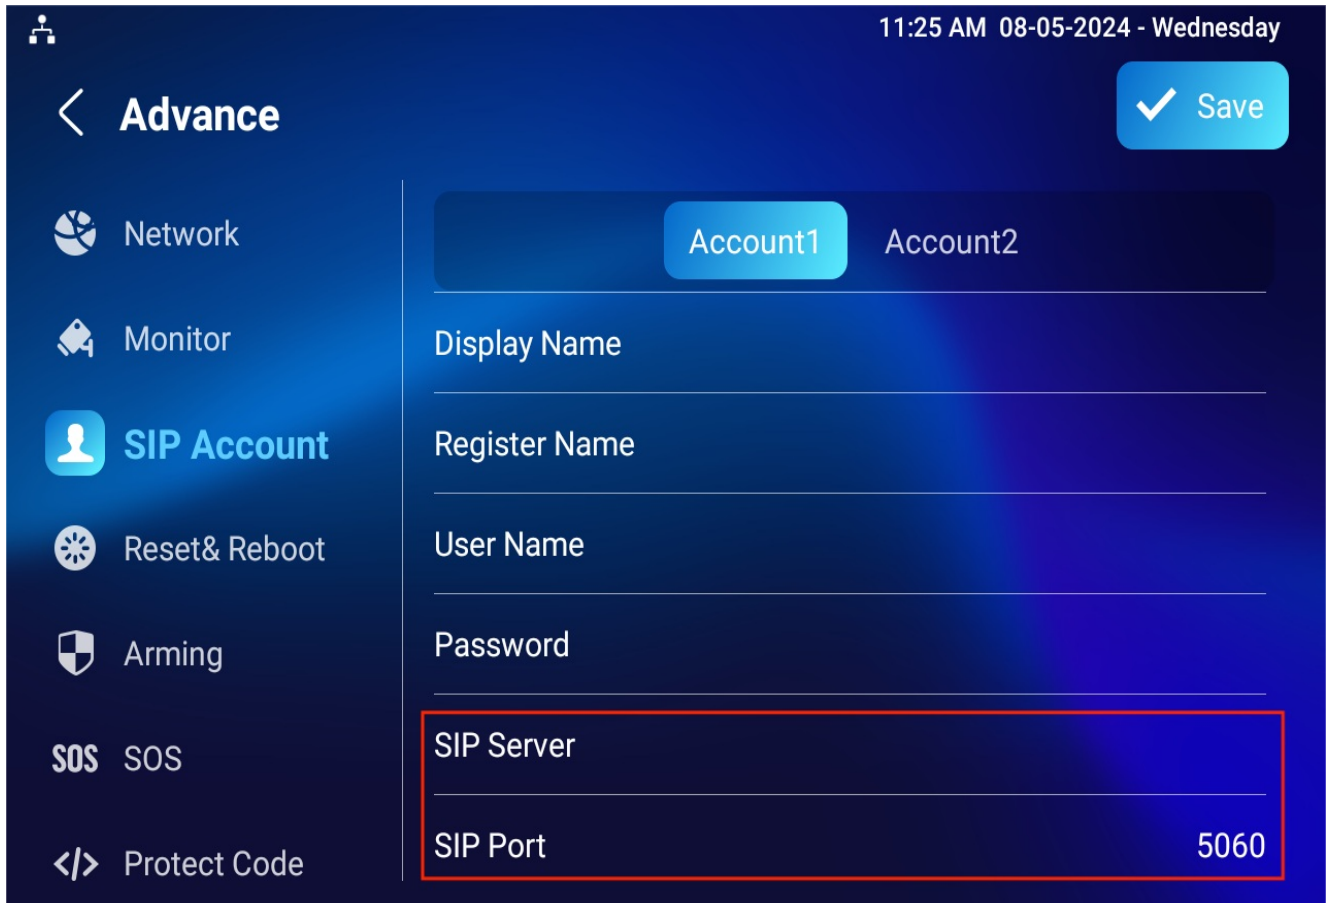 11:25 AM 08-05-2024 - Wednesday
Advance
Save
Network
Monitor
SIP Account
Reset& Reboot
Arming
SOS SOS
</> Protect Code
Account1 Account2
Display Name
Register Name
User Name
Password
SIP Server
SIP Port 5060